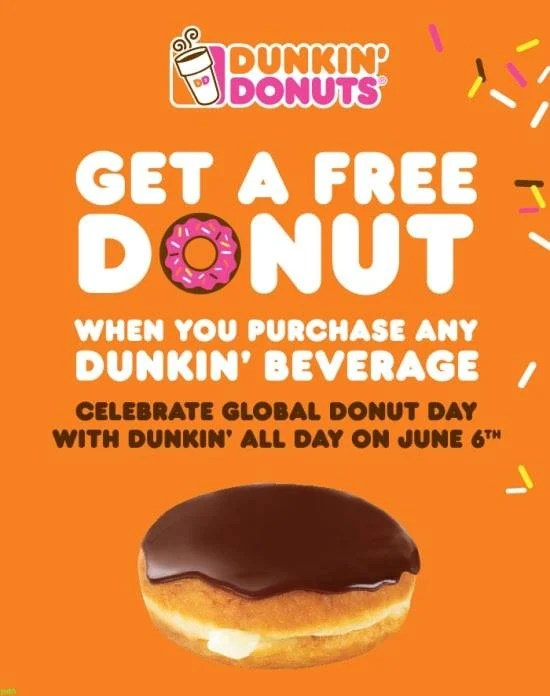 DD
DUNKIN'
DONUTS®
GET A FREE
DONUT
WHEN YOU PURCHASE ANY
DUNKIN' BEVERAGE
CELEBRATE GLOBAL DONUT DAY
WITH DUNKIN' ALL DAY ON JUNE 6TH